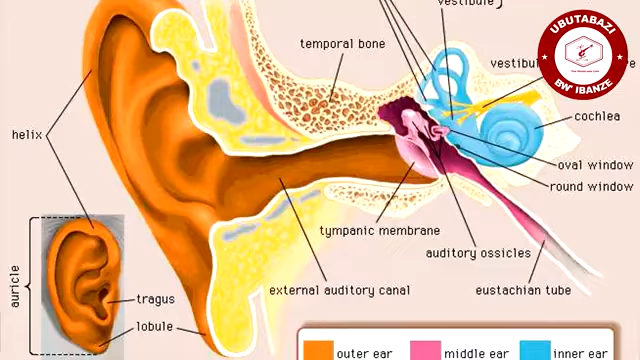 vestibule
UBUTABAZI
BW' IBANZE
temporal bone
cochlea
helix
oval window
round window
tympanic membrane
auditory ossicles
external auditory canal
eustachian tube
auricle
tragus
lobule
outer ear
middle ear
inner ear